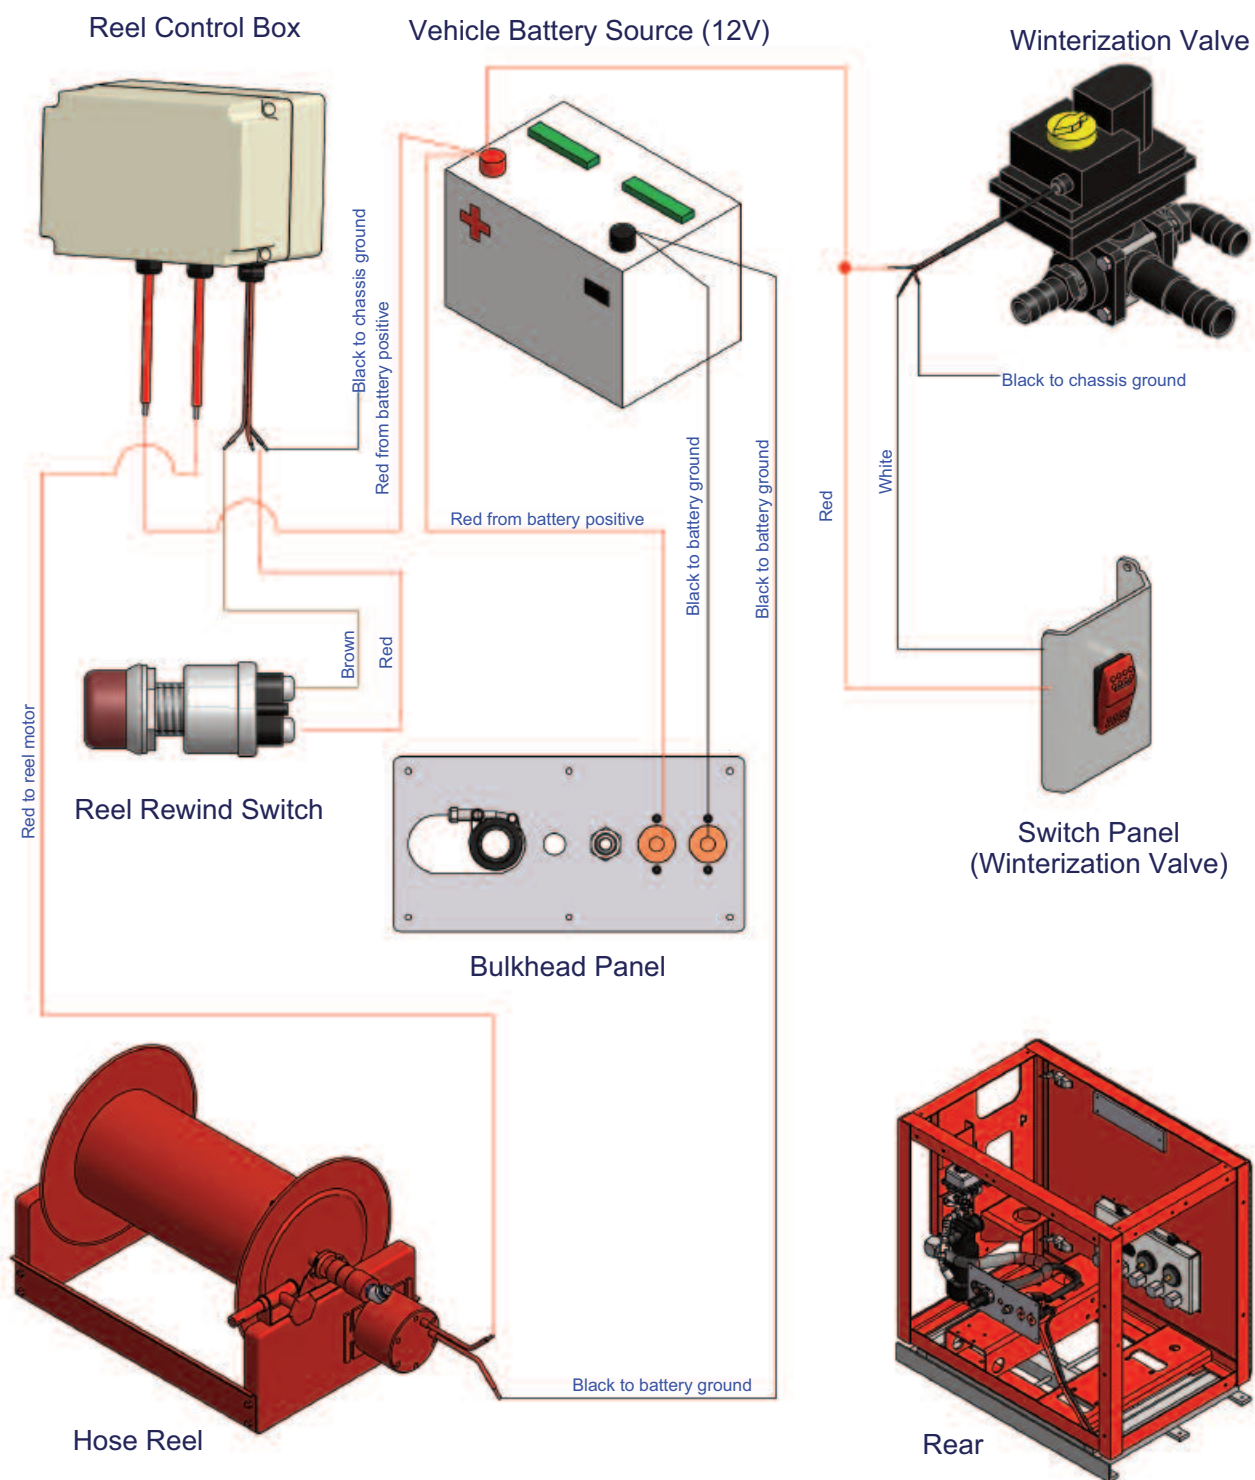 Reel Control Box
Vehicle Battery Source (12V)
Winterization Valve
Black to chassis ground
Red from battery positive
Black to chassis ground
Red from battery positive
Black to battery ground
Black to battery ground
Red
White
Brown
Red
Red to reel motor
Reel Rewind Switch
Switch Panel
(Winterization Valve)
Bulkhead Panel
Black to battery ground
Hose Reel
Rear